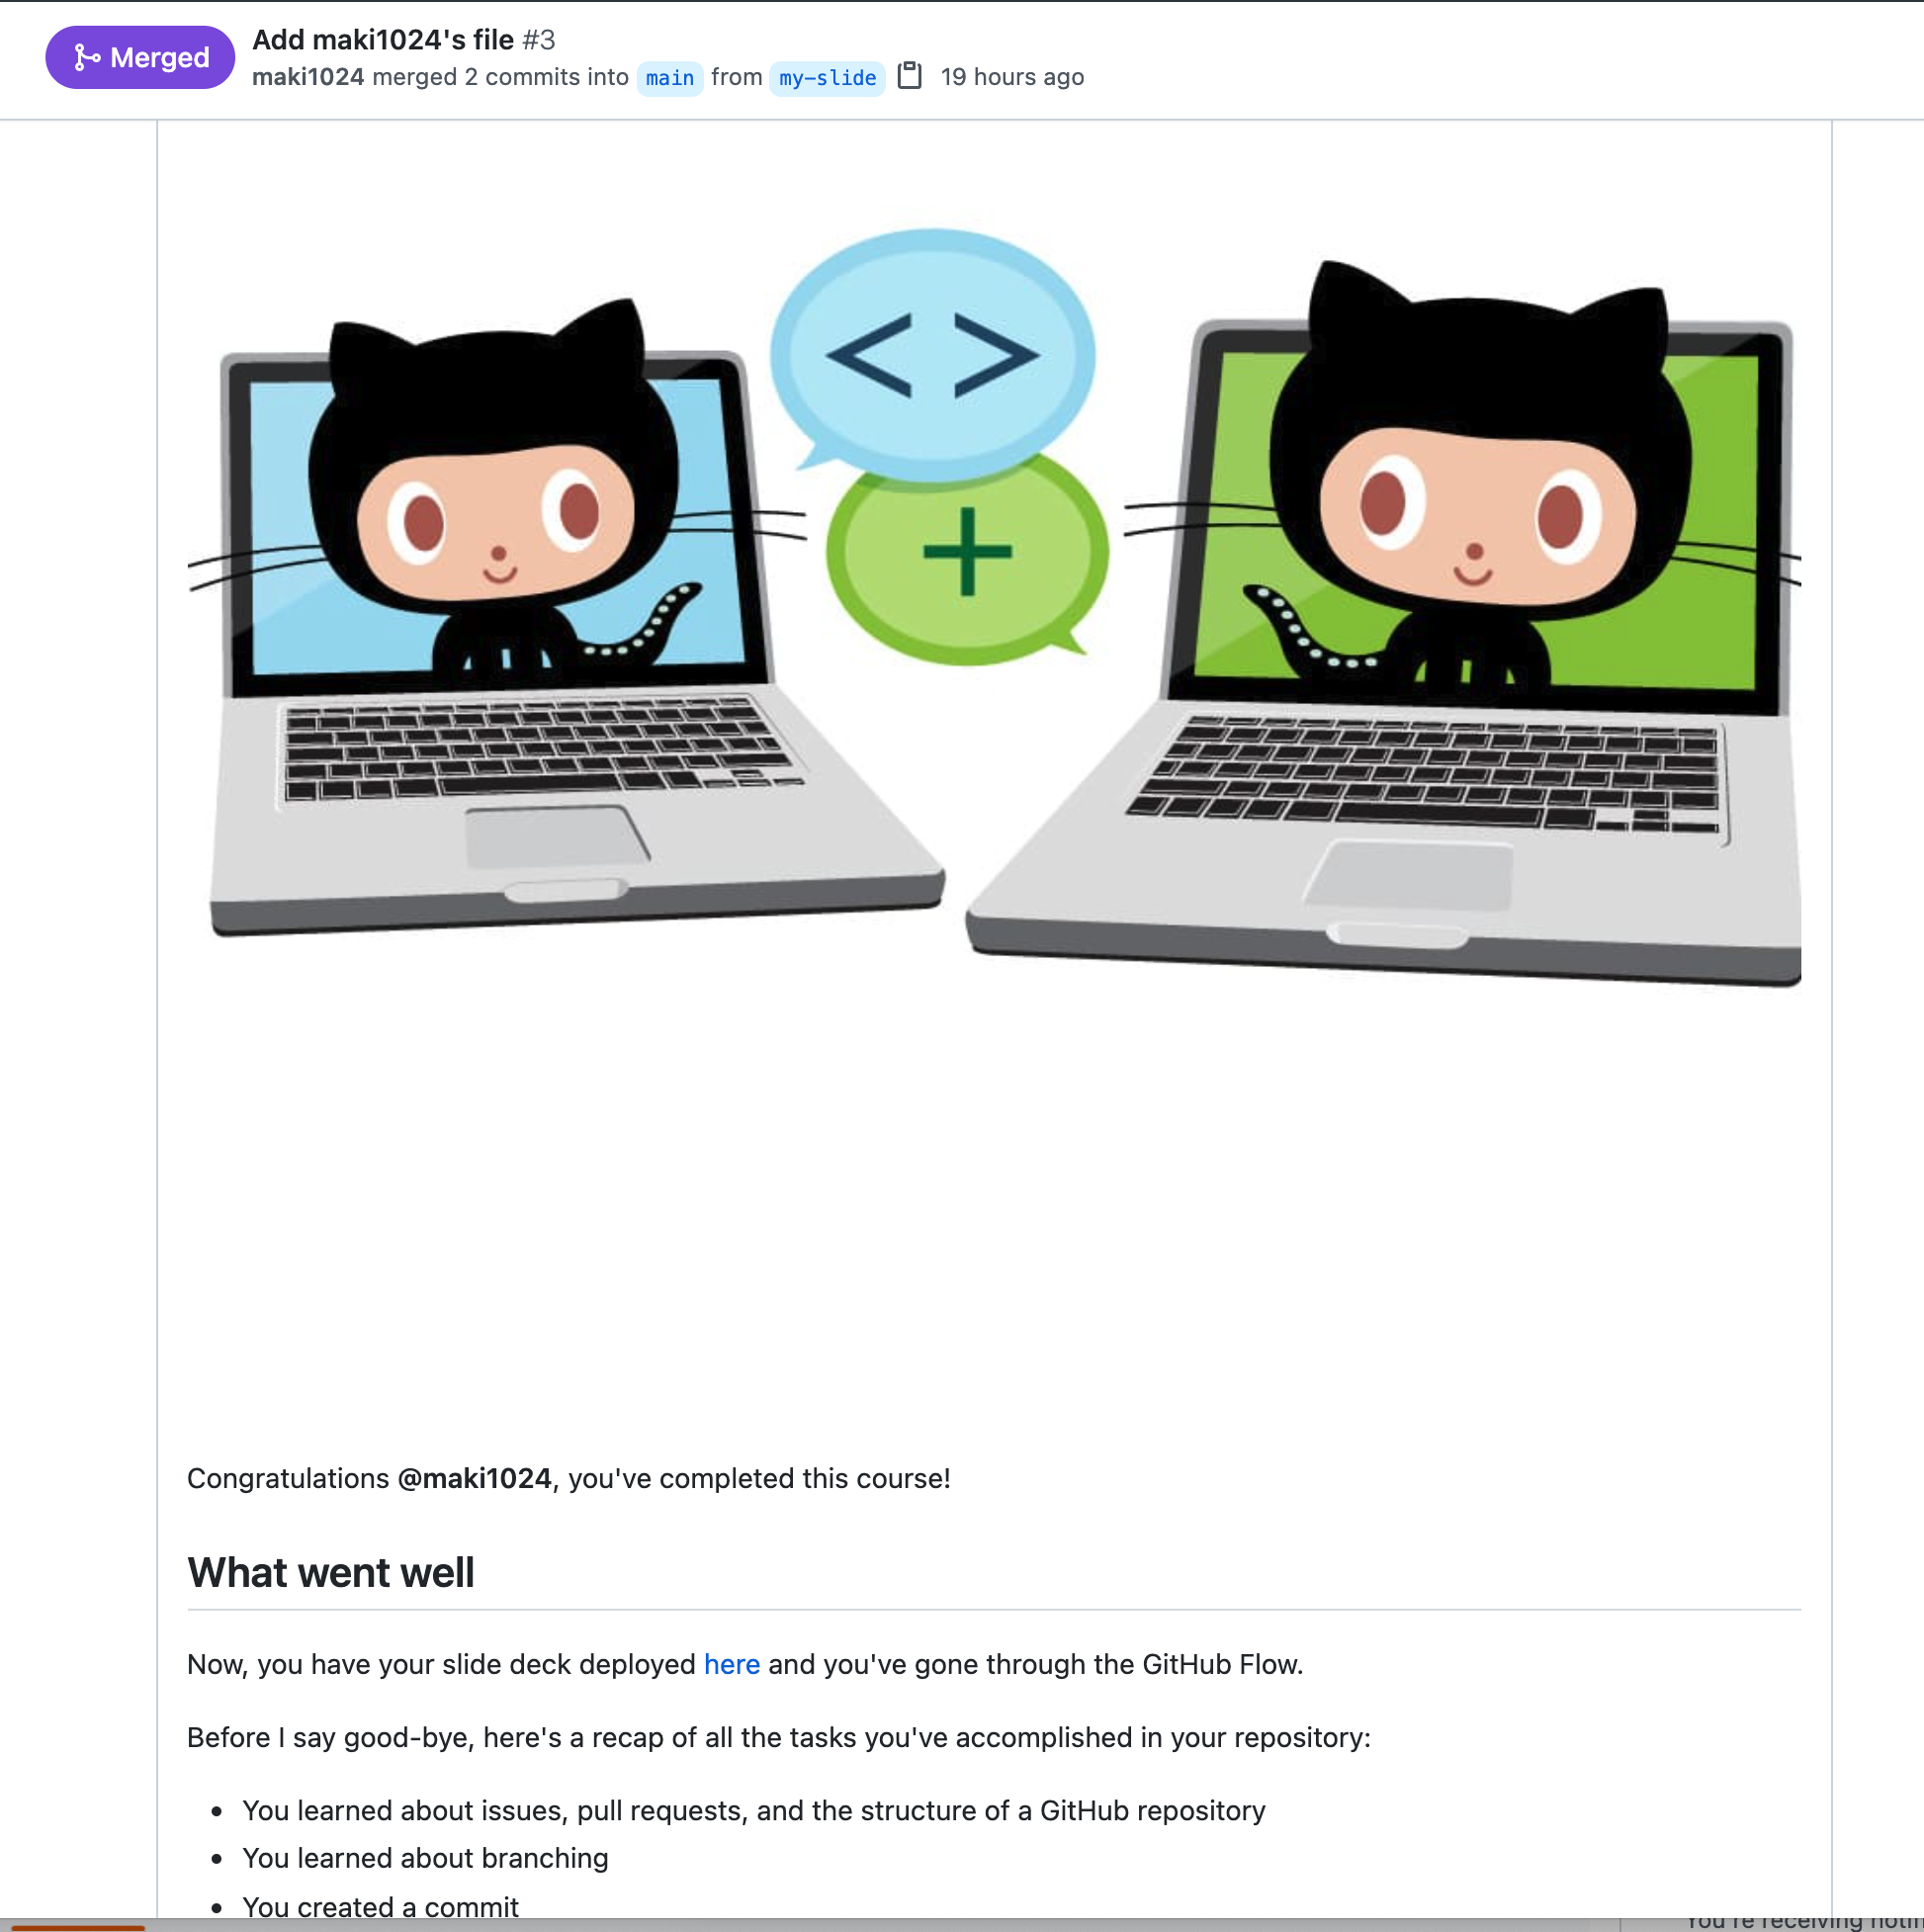 Merged
Add maki1024's file #3
maki1024 merged 2 commits into main from my-slide 19 hours ago
< >
+
Congratulations @maki1024, you've completed this course!
What went well
Now, you have your slide deck deployed here and you've gone through the GitHub Flow.
Before I say good-bye, here's a recap of all the tasks you've accomplished in your repository:
• You learned about issues, pull requests, and the structure of a GitHub repository
• You learned about branching
• You created a commit
You're receiving